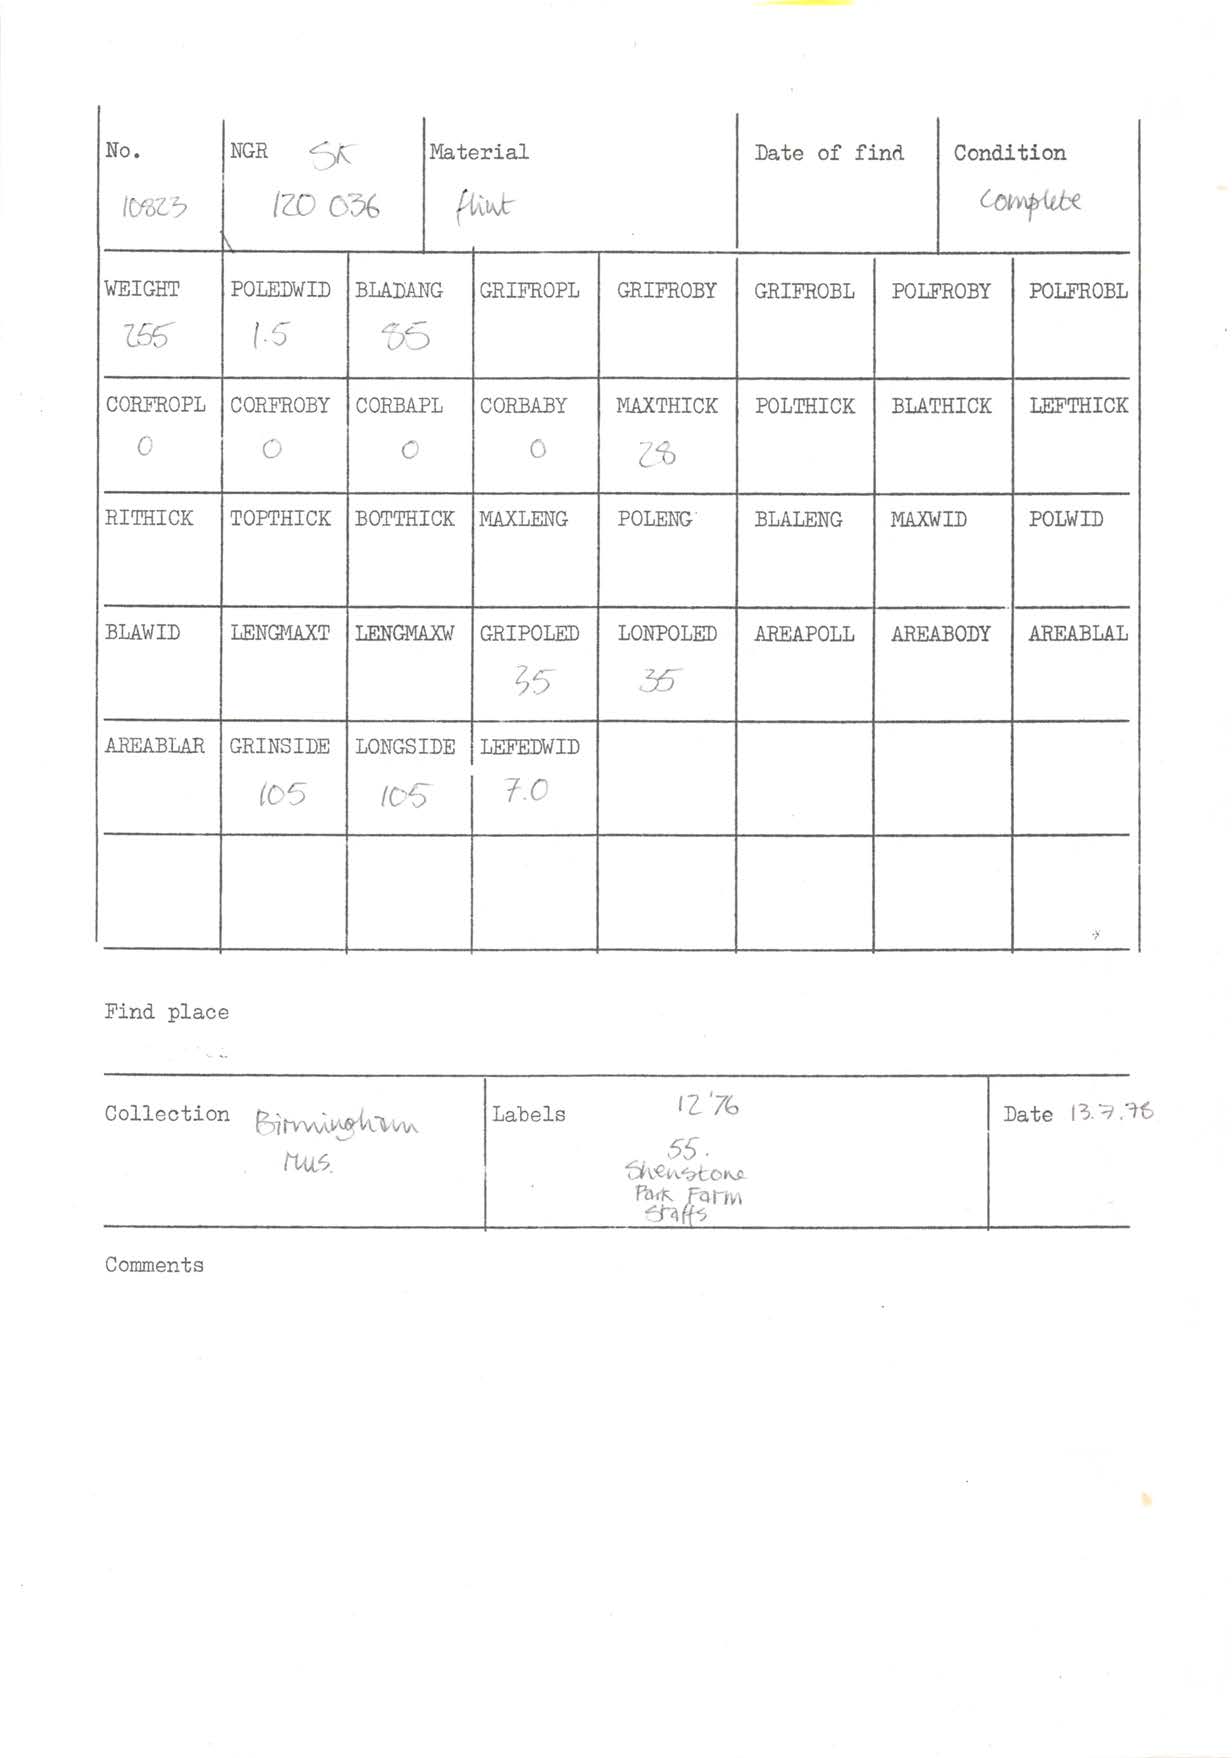 No. NGR SK Material Date of find Condition
10823 120 036 flint complete
WEIGHT POLEDWID BLADANG GRIFROPL GRIFROBY GRIFROBL POLFROBY POLFROBL
255 1.5 85
CORFROPL CORFROBY CORBAPL CORBABY MAXTHICK POLTHICK BLATHICK LEFTHICK
0 0 0 0 28
RITHICK TOPTHICK BOTTHICK MAXLENG POLENG BLALENG MAXWID POLWID
BLAWID LENGMAXT LENGMAXW GRIPOLED LONPOLED AREAPOLL AREABODY AREABLAL
35 35
AREABLAR GRINSIDE LONGSIDE LEFEDWID
105 105 7.0
Find place
Collection Birmingham Mus.
Labels 12'76
55.
Shenstone
Park Farm
Staffs
Date 13.7.78
Comments